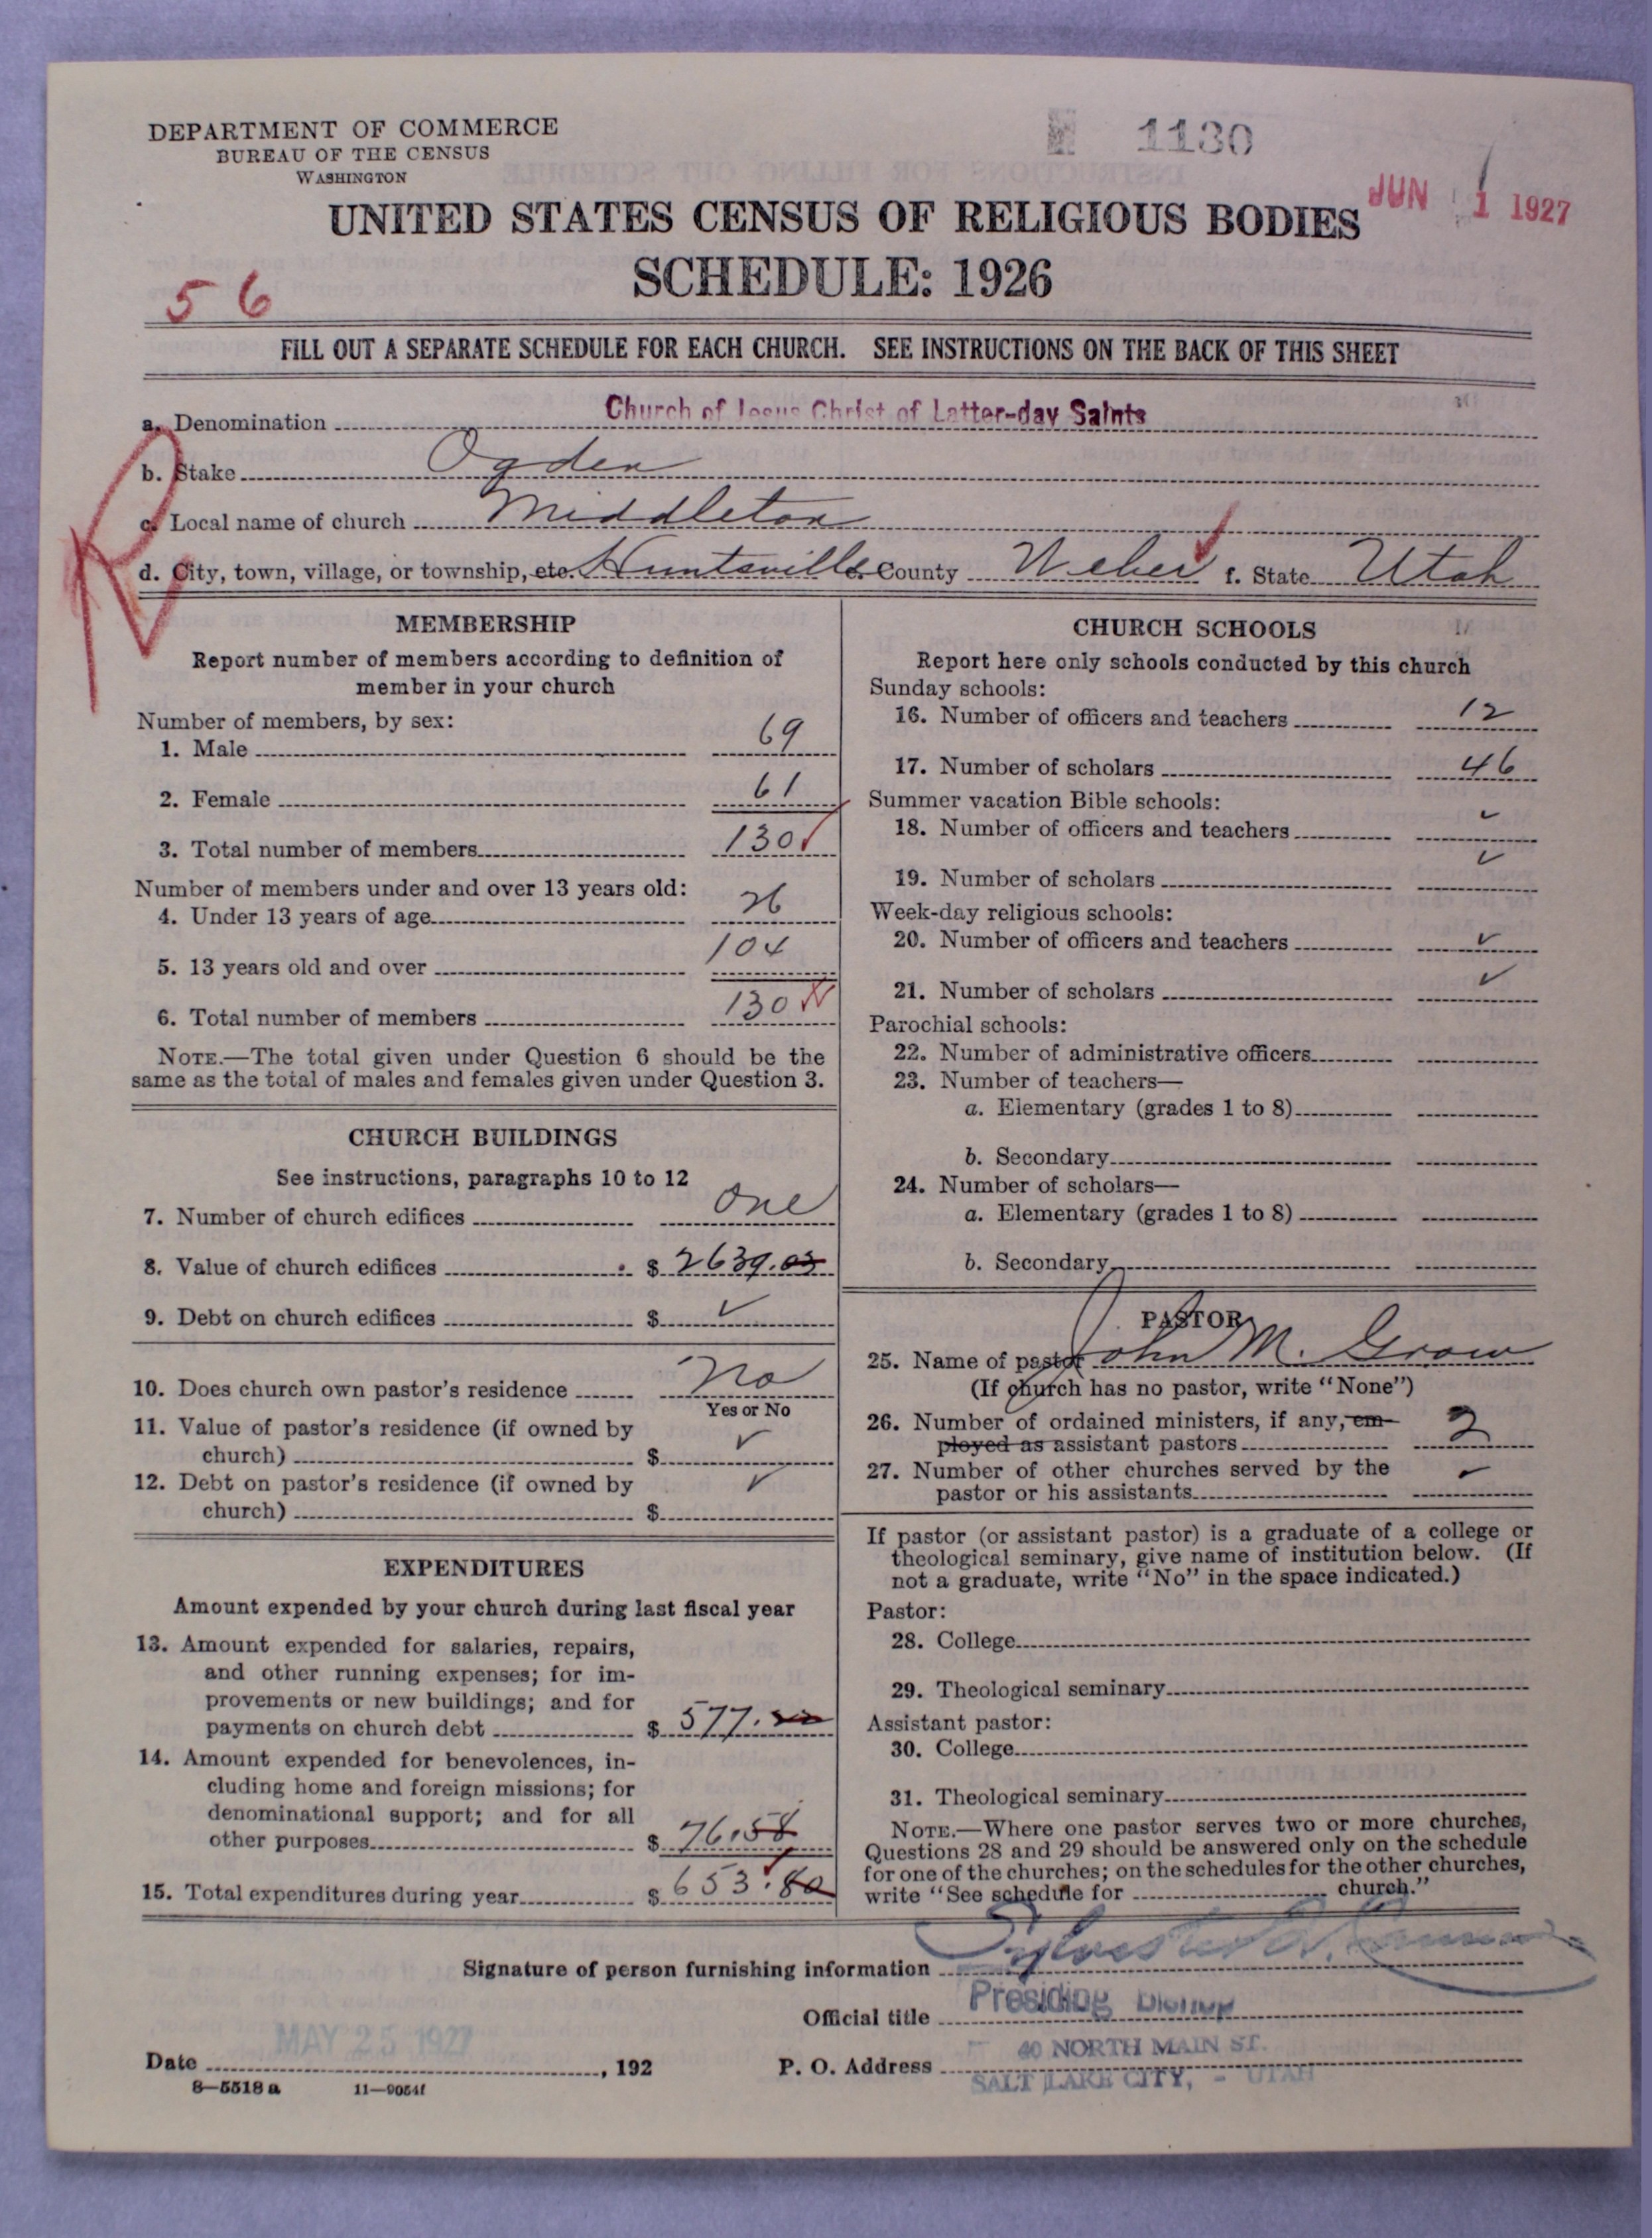 DEPARTMENT OF COMMERCE
BUREAU OF THE CENSUS
WASHINGTON
1130
JUN 1 1927
UNITED STATES CENSUS OF RELIGIOUS BODIES
SCHEDULE: 1926
56
FILL OUT A SEPARATE SCHEDULE FOR EACH CHURCH. SEE INSTRUCTIONS ON THE BACK OF THIS SHEET
a. Denomination Church of Jesus Christ of Latter-day Saints
b. Stake Ogden
c. Local name of church Middleton
d. City, town, village, or township, etc. Huntsville e. County Weber f. State Utah
R
MEMBERSHIP
Report number of members according to definition of
member in your church
Number of members, by sex:
1. Male 69
2. Female 61
3. Total number of members 130
Number of members under and over 13 years old:
4. Under 13 years of age 26
5. 13 years old and over 104
6. Total number of members 130
NOTE.—The total given under Question 6 should be the
same as the total of males and females given under Question 3.
CHURCH BUILDINGS
See instructions, paragraphs 10 to 12
7. Number of church edifices one
8. Value of church edifices $ 2639.03
9. Debt on church edifices $ ✓
10. Does church own pastor's residence No
Yes or No
11. Value of pastor's residence (if owned by
church) $ ✓
12. Debt on pastor's residence (if owned by
church) $ ✓
EXPENDITURES
Amount expended by your church during last fiscal year
13. Amount expended for salaries, repairs,
and other running expenses; for im-
provements or new buildings; and for
payments on church debt $ 577.
14. Amount expended for benevolences, in-
cluding home and foreign missions; for
denominational support; and for all
other purposes $ 76.58
15. Total expenditures during year $ 653.80
CHURCH SCHOOLS
Report here only schools conducted by this church
Sunday schools:
16. Number of officers and teachers 12
17. Number of scholars 46
Summer vacation Bible schools:
18. Number of officers and teachers ✓
19. Number of scholars ✓
Week-day religious schools:
20. Number of officers and teachers ✓
21. Number of scholars ✓
Parochial schools:
22. Number of administrative officers
23. Number of teachers—
a. Elementary (grades 1 to 8)
b. Secondary
24. Number of scholars—
a. Elementary (grades 1 to 8)
b. Secondary
PASTOR
25. Name of pastor John M. Grow
(If church has no pastor, write "None")
26. Number of ordained ministers, if any, em-
ployed as assistant pastors 2
27. Number of other churches served by the
pastor or his assistants ✓
If pastor (or assistant pastor) is a graduate of a college or
theological seminary, give name of institution below. (If
not a graduate, write "No" in the space indicated.)
Pastor:
28. College
29. Theological seminary
Assistant pastor:
30. College
31. Theological seminary
NOTE.—Where one pastor serves two or more churches,
Questions 28 and 29 should be answered only on the schedule
for one of the churches; on the schedules for the other churches,
write "See schedule for church."
Signature of person furnishing information
Official title Presiding Bishop
MAY 25 1927
Date , 192
P. O. Address 40 NORTH MAIN ST.
SALT LAKE CITY, - UTAH
8—5518 a 11—9054f